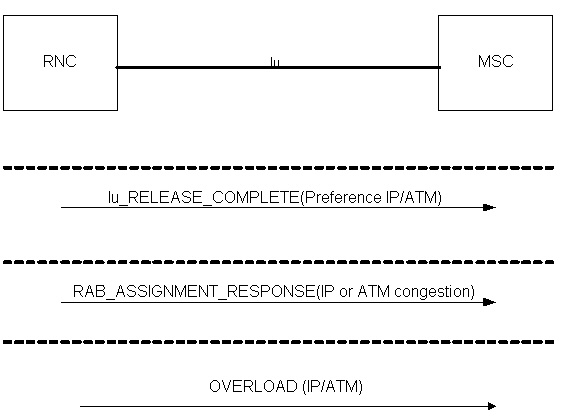 RNC
Iu
MSC
Iu_RELEASE_COMPLETE(Preference IP/ATM)
RAB_ASSIGNMENT_RESPONSE(IP or ATM congestion)
OVERLOAD (IP/ATM)